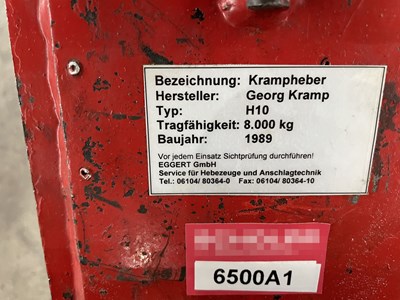 Bezeichnung: Krampheber
Hersteller: Georg Kramp
Typ: H10
Tragfähigkeit: 8.000 kg
Baujahr: 1989
Vor jedem Einsatz Sichtprüfung durchführen!
EGGERT GmbH
Service für Hebezeuge und Anschlagtechnik
Tel.: 06104/ 80364-0 Fax: 06104/ 80364-10
6500A1